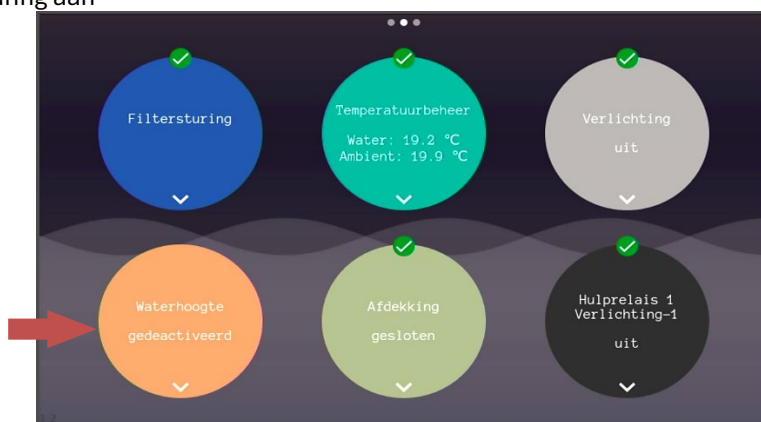 aan
Filtersturing
Temperatuurbeheer
Water: 19.2 °C
Ambient: 19.9 °C
Verlichting
uit
Waterhoogte
gedeactiveerd
Afdekking
gesloten
Hulprelais 1
Verlichting-1
uit